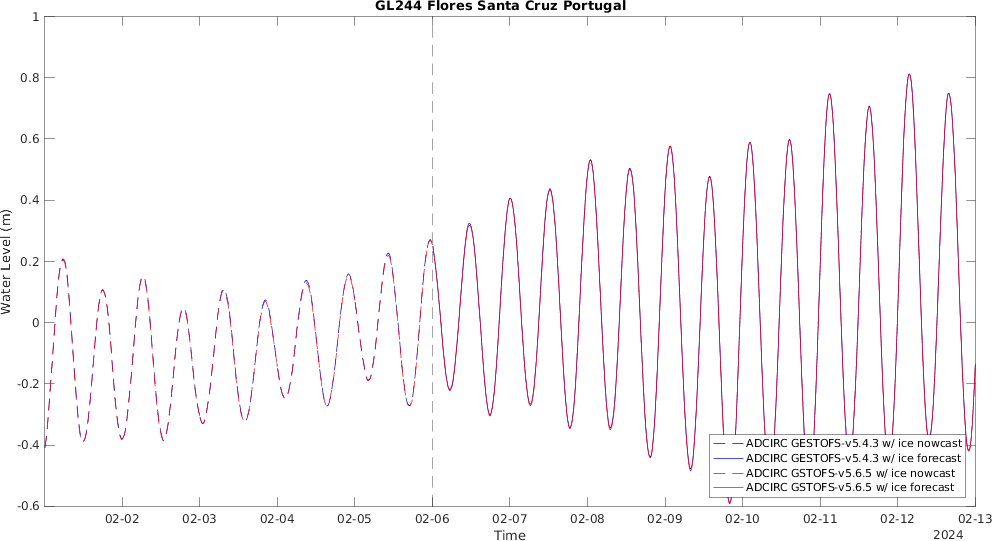 GL244 Flores Santa Cruz Portugal
1
0.8
0.6
0.4
0.2
0
-0.2
-0.4
-0.6
Water Level (m)
ADCIRC GESTOFS-v5.4.3 w/ ice nowcast
ADCIRC GESTOFS-v5.4.3 w/ ice forecast
ADCIRC GSTOFS-v5.6.5 w/ ice nowcast
ADCIRC GSTOFS-v5.6.5 w/ ice forecast
02-02 02-03 02-04 02-05 02-06 02-07 02-08 02-09 02-10 02-11 02-12 02-13
Time
2024